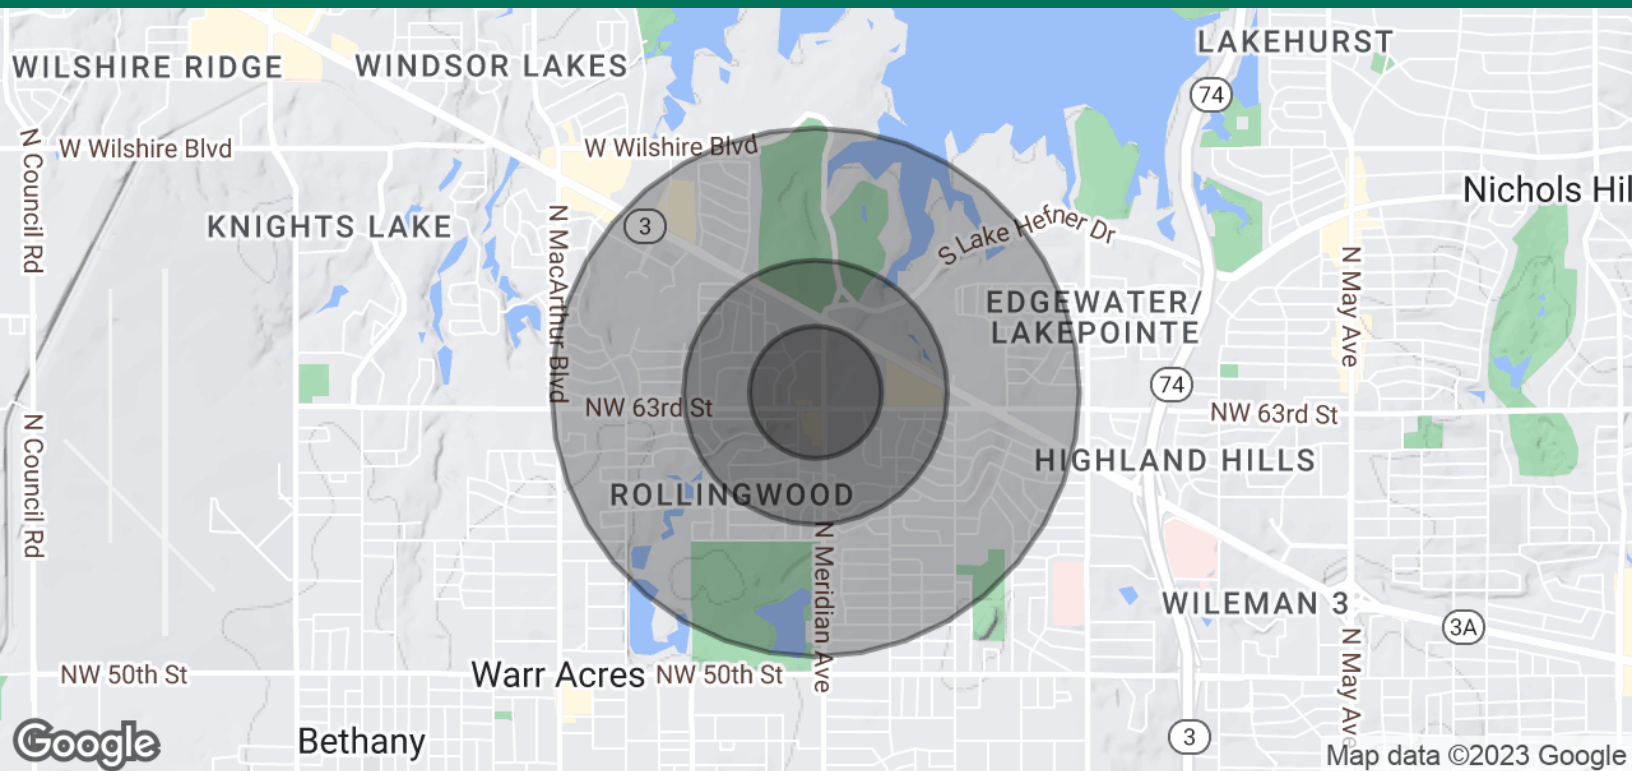 LAKEHURST
WILSHIRE RIDGE
WINDSOR LAKES
74
N Council Rd
W Wilshire Blvd
W Wilshire Blvd
Nichols Hil
KNIGHTS LAKE
3
N MacArthur Blvd
S Lake Hefner Dr
N May Ave
EDGEWATER/
LAKEPOINTE
74
NW 63rd St
NW 63rd St
N Council Rd
HIGHLAND HILLS
ROLLINGWOOD
N Meridian Ave
WILEMAN 3
3A
N May Ave
NW 50th St
Warr Acres
NW 50th St
Bethany
3
Google
Map data ©2023 Google